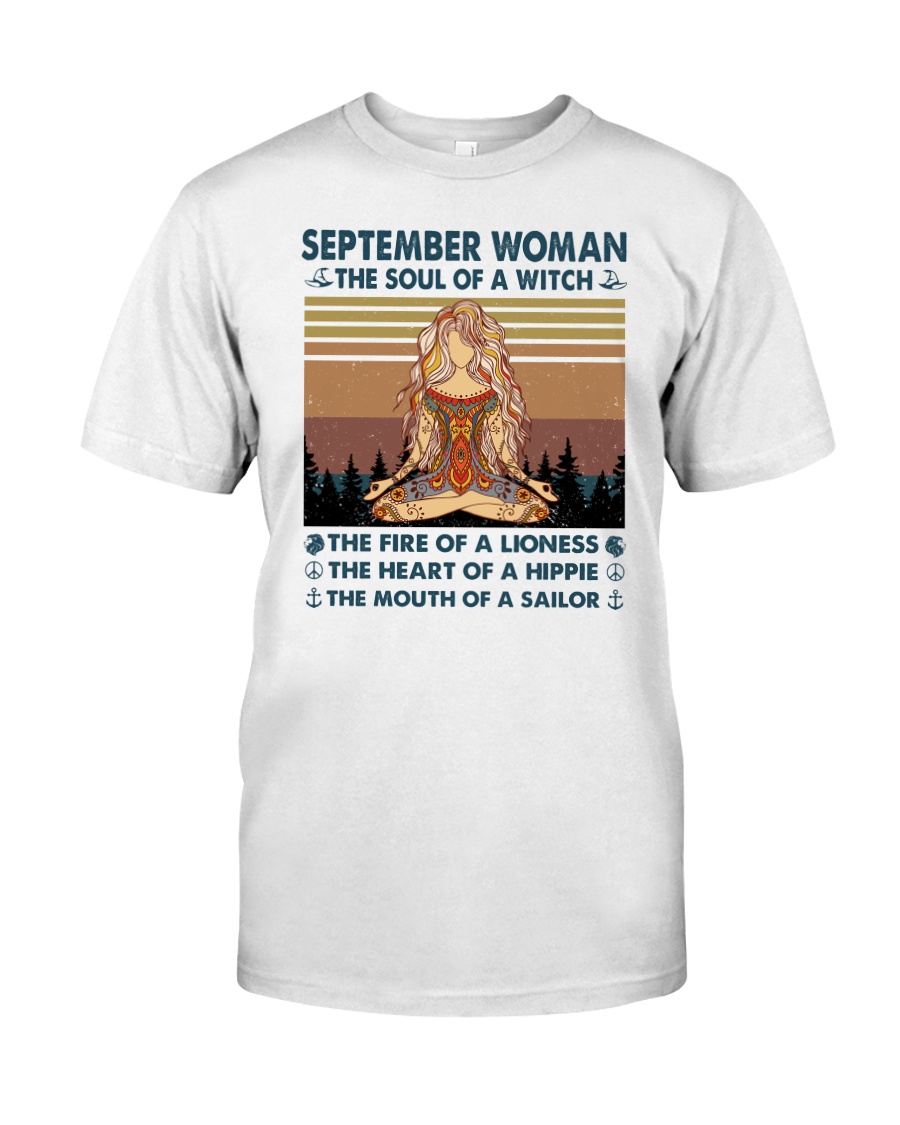 SEPTEMBER WOMAN
THE SOUL OF A WITCH
THE FIRE OF A LIONESS
THE HEART OF A HIPPIE
THE MOUTH OF A SAILOR